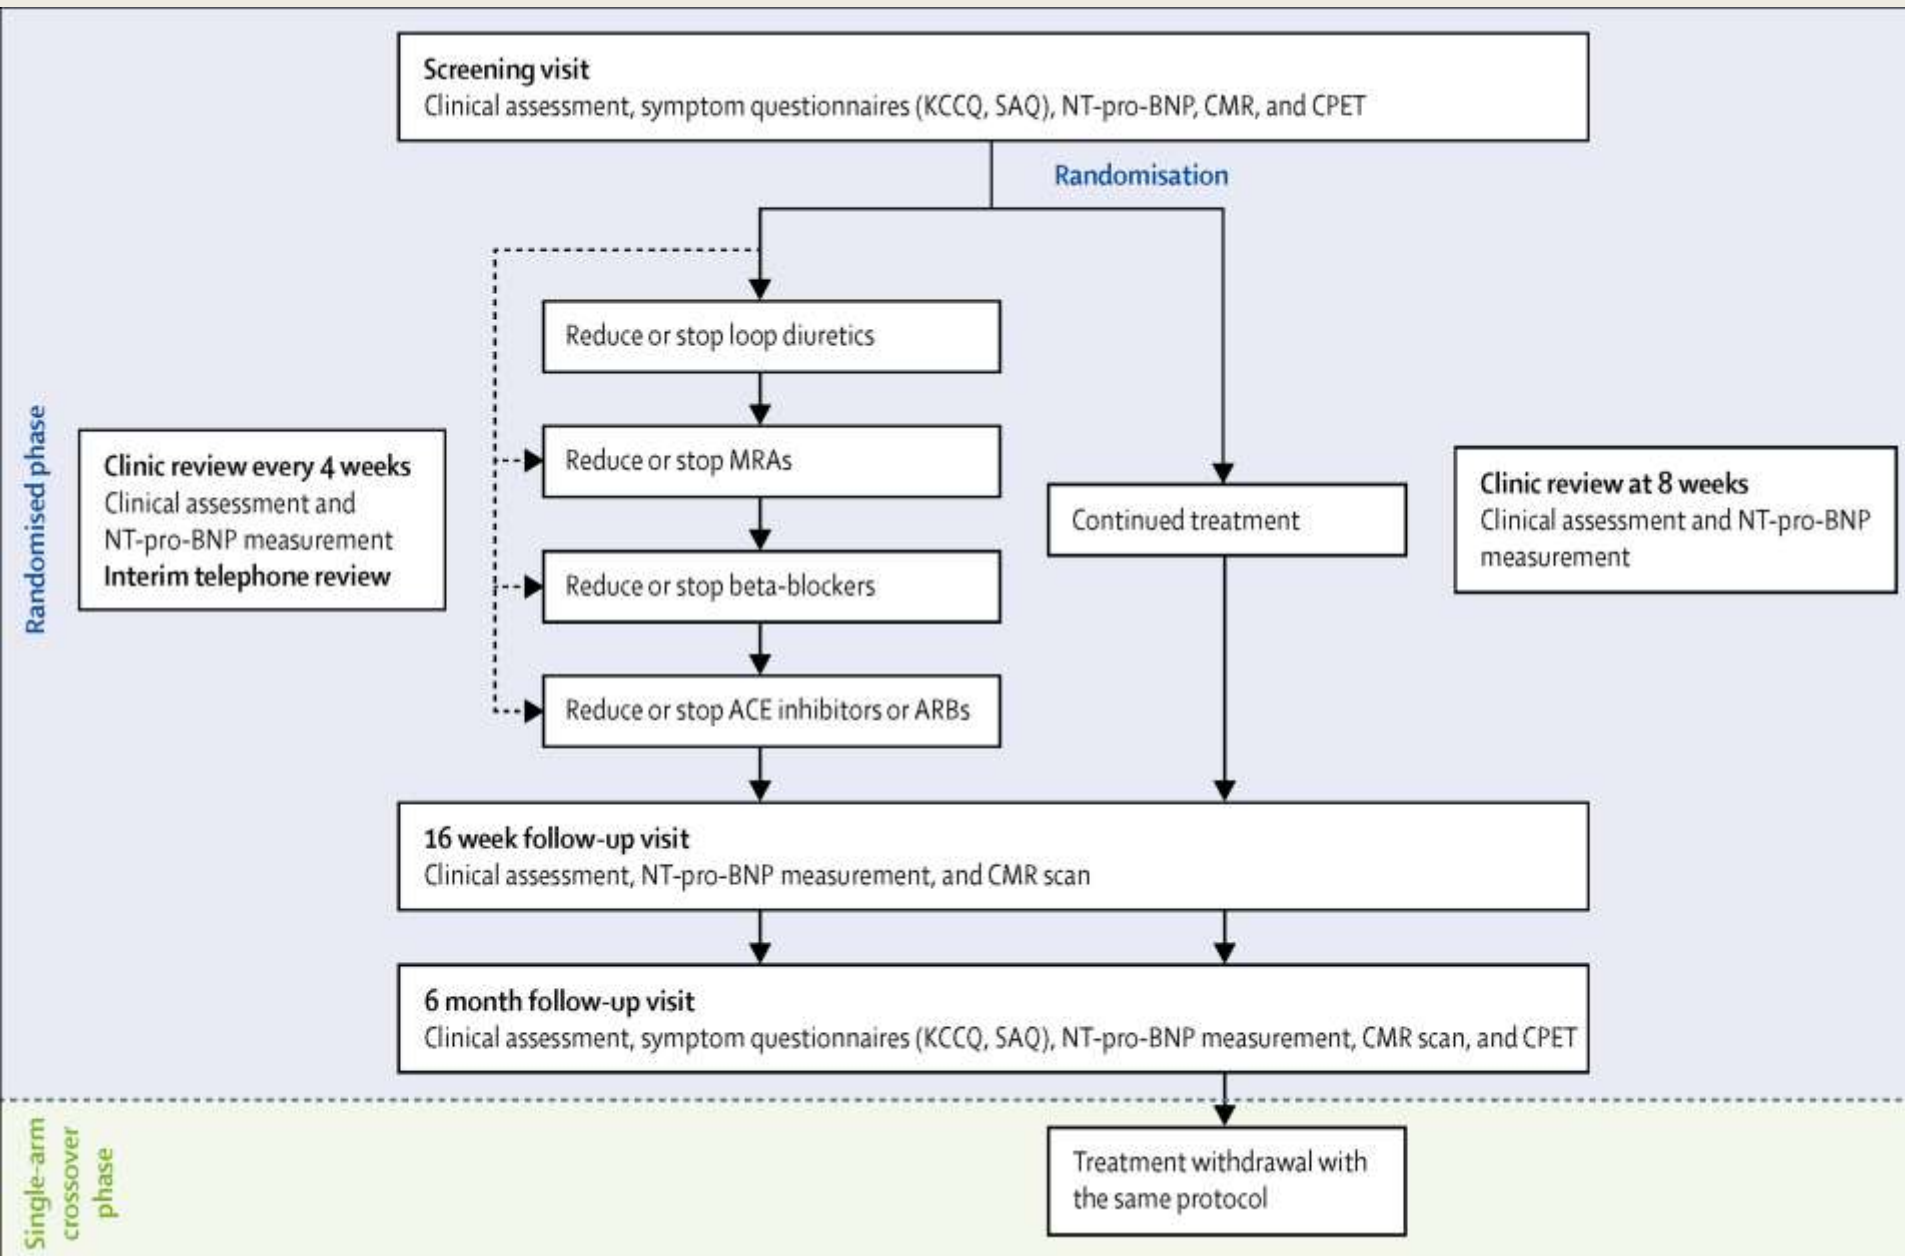 Screening visit
Clinical assessment, symptom questionnaires (KCCQ, SAQ), NT-pro-BNP, CMR, and CPET
Randomisation
Reduce or stop loop diuretics
Randomised phase
Clinic review every 4 weeks
Clinical assessment and
NT-pro-BNP measurement
Interim telephone review
Reduce or stop MRAs
Reduce or stop beta-blockers
Reduce or stop ACE inhibitors or ARBs
Continued treatment
Clinic review at 8 weeks
Clinical assessment and NT-pro-BNP
measurement
16 week follow-up visit
Clinical assessment, NT-pro-BNP measurement, and CMR scan
6 month follow-up visit
Clinical assessment, symptom questionnaires (KCCQ, SAQ), NT-pro-BNP measurement, CMR scan, and CPET
Single-arm
crossover
phase
Treatment withdrawal with
the same protocol